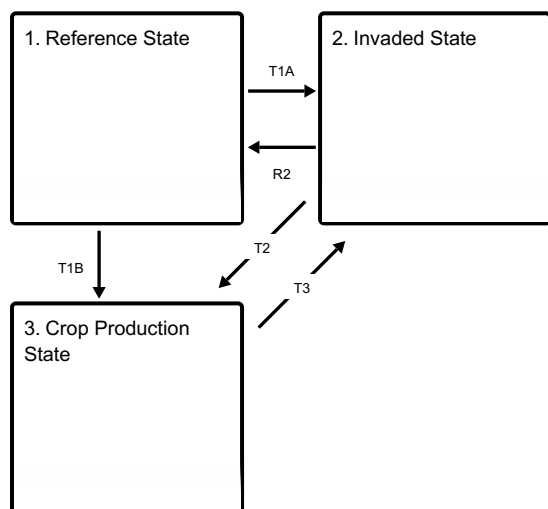 1. Reference State
2. Invaded State
T1A
R2
T1B
T2
T3
3. Crop Production
State